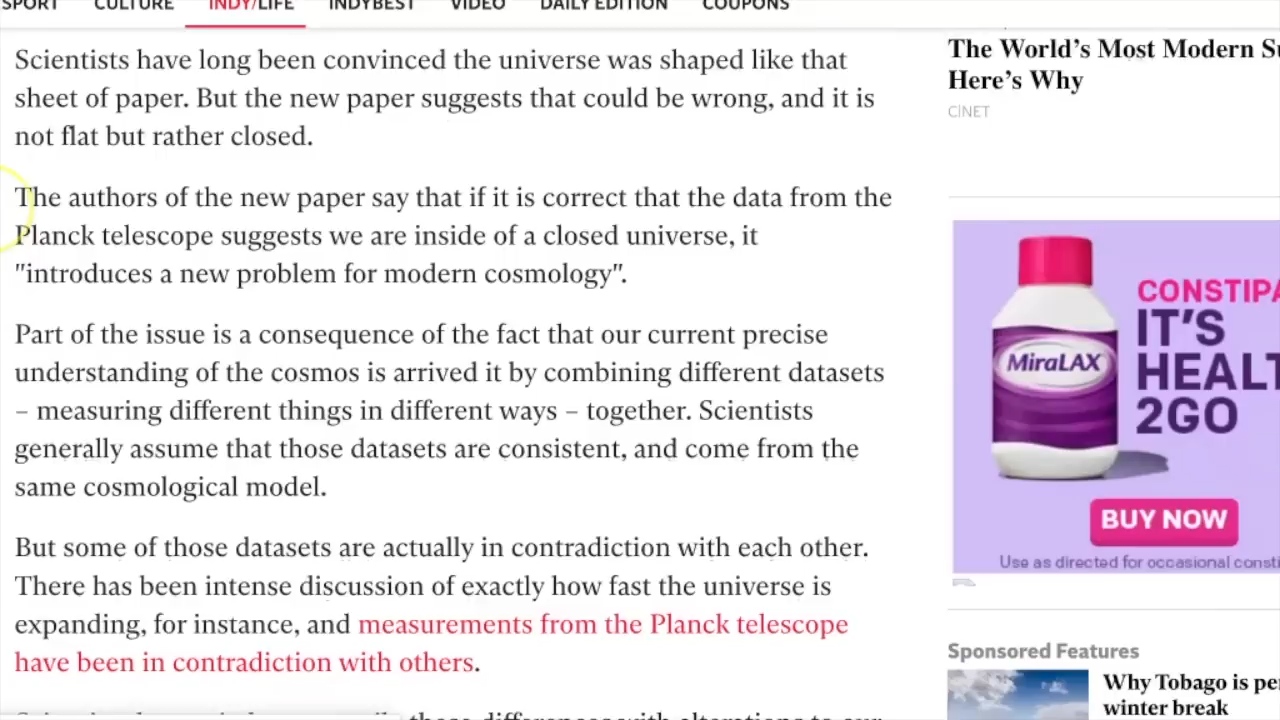 SPORT CULTURE INDY/LIFE INDYBEST VIDEO DAILY EDITION COUPONS
Scientists have long been convinced the universe was shaped like that
sheet of paper. But the new paper suggests that could be wrong, and it is
not flat but rather closed.
The authors of the new paper say that if it is correct that the data from the
Planck telescope suggests we are inside of a closed universe, it
"introduces a new problem for modern cosmology".
Part of the issue is a consequence of the fact that our current precise
understanding of the cosmos is arrived it by combining different datasets
– measuring different things in different ways – together. Scientists
generally assume that those datasets are consistent, and come from the
same cosmological model.
But some of those datasets are actually in contradiction with each other.
There has been intense discussion of exactly how fast the universe is
expanding, for instance, and measurements from the Planck telescope
have been in contradiction with others.
these differences with alterations to our
The World's Most Modern
Here's Why
C|NET
CONSTIPA
IT'S
HEALT
2GO
MiraLAX
BUY NOW
Use as directed for occasional consti
Sponsored Features
Why Tobago is pe
winter break